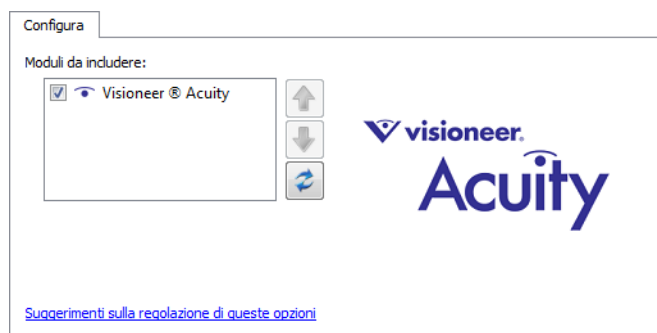 Configura
Moduli da includere:
Visioneer ® Acuity
visioneer.
Acuity
Suggerimenti sulla regolazione di queste opzioni